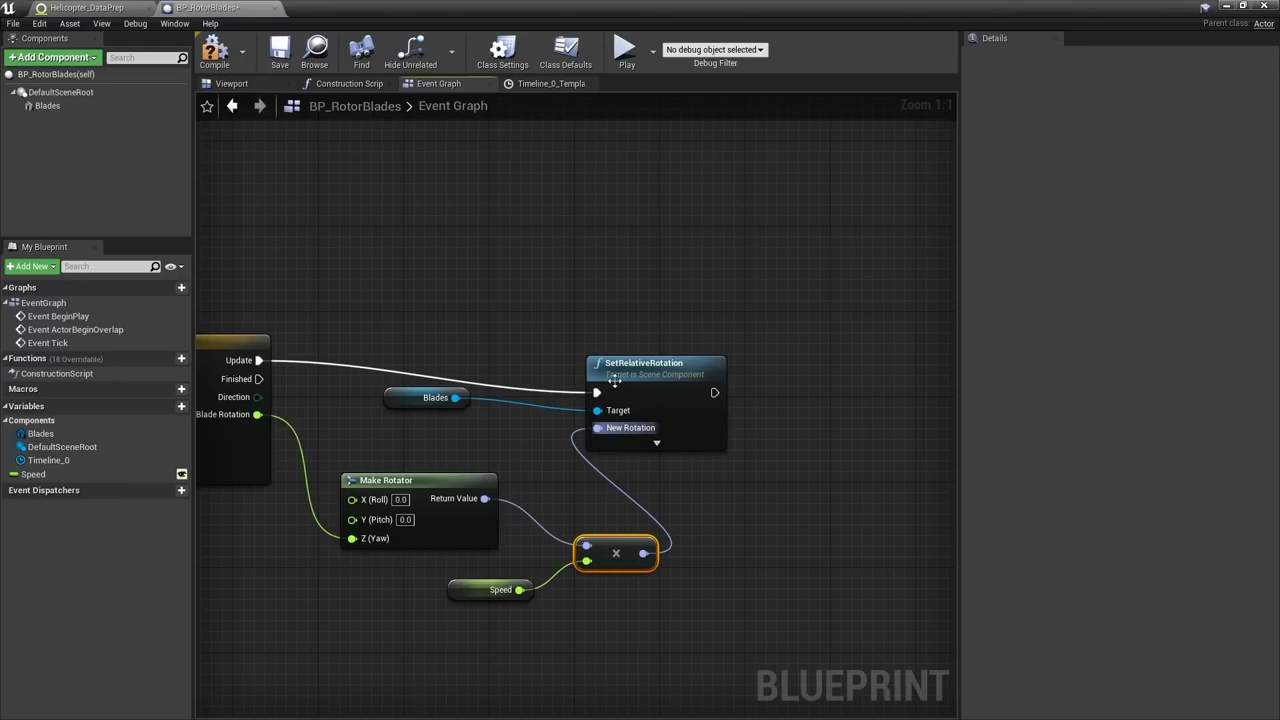 Helicopter_DataPrep
BP_RotorBlades*
File Edit Asset View Debug Window Help
Parent class: Actor
Components
Details
+Add Component
Search
Compile
Save
Browse
Find
Hide Unrelated
Class Settings
Class Defaults
Play
No debug object selected
Debug Filter
BP_RotorBlades(self)
DefaultSceneRoot
Blades
Viewport
Construction Scrip
Event Graph
Timeline_0_Templa
BP_RotorBlades > Event Graph
Zoom 1:1
My Blueprint
+Add New
Search
Graphs
EventGraph
Event BeginPlay
Event ActorBeginOverlap
Event Tick
Functions (18 Overridable)
ConstructionScript
Macros
Variables
Components
Blades
DefaultSceneRoot
Timeline_0
Speed
Event Dispatchers
Update
Finished
Direction
Blade Rotation
Blades
SetRelativeRotation
Target is Scene Component
Target
New Rotation
Make Rotator
X (Roll) 0.0
Return Value
Y (Pitch) 0.0
Z (Yaw)
×
Speed
BLUEPRINT